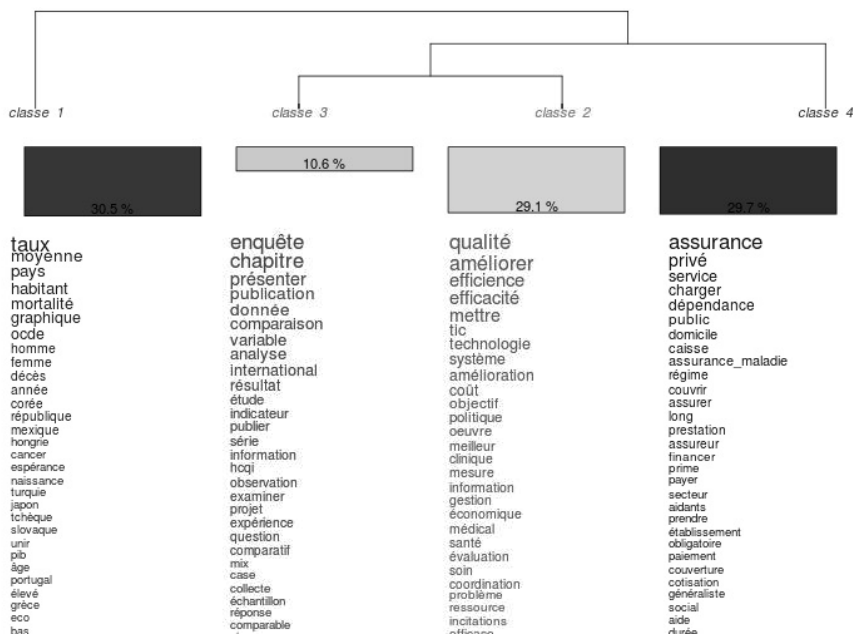 classe 1
classe 3
classe 2
classe 4
30.5 %
10.6 %
29.1 %
29.7 %
taux
moyenne
pays
habitant
mortalité
graphique
ocde
homme
femme
décès
année
corée
république
mexique
hongrie
cancer
espérance
naissance
turquie
japon
tchèque
slovaque
unir
pib
âge
portugal
élevé
grèce
eco
bas
enquête
chapitre
présenter
publication
donnée
comparaison
variable
analyse
international
résultat
étude
indicateur
publier
série
information
hcqi
observation
examiner
projet
expérience
question
comparatif
mix
case
collecte
échantillon
réponse
comparable
qualité
améliorer
efficience
efficacité
mettre
tic
technologie
système
amélioration
coût
objectif
politique
oeuvre
meilleur
clinique
mesure
information
gestion
économique
médical
santé
évaluation
soin
coordination
problème
ressource
incitations
efficace
assurance
privé
service
charger
dépendance
public
domicile
caisse
assurance_maladie
régime
couvrir
assurer
long
prestation
assureur
financer
prime
payer
secteur
aidants
prendre
établissement
obligatoire
paiement
couverture
cotisation
généraliste
social
aide
durée